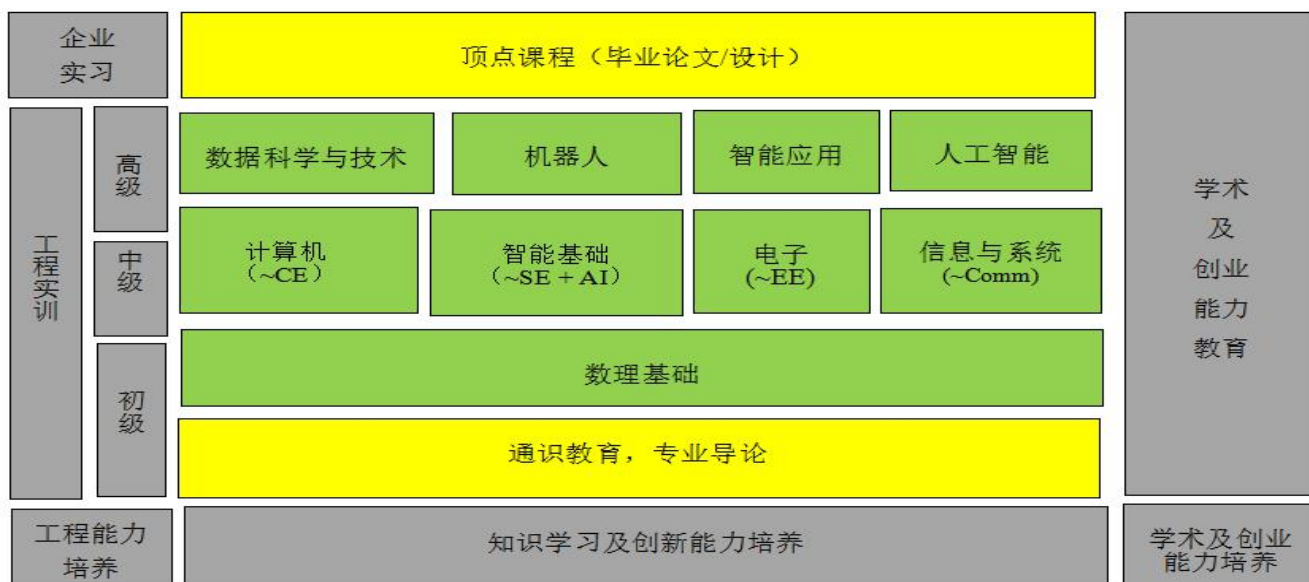 企业
实习
顶点课程（毕业论文/设计）
工程实训
高级
数据科学与技术
机器人
智能应用
人工智能
中级
计算机
（~CE）
智能基础
（~SE + AI）
电子
(~EE)
信息与系统
(~Comm)
初级
数理基础
通识教育，专业导论
学术
及
创业
能力
教育
工程能力
培养
知识学习及创新能力培养
学术及创业
能力培养